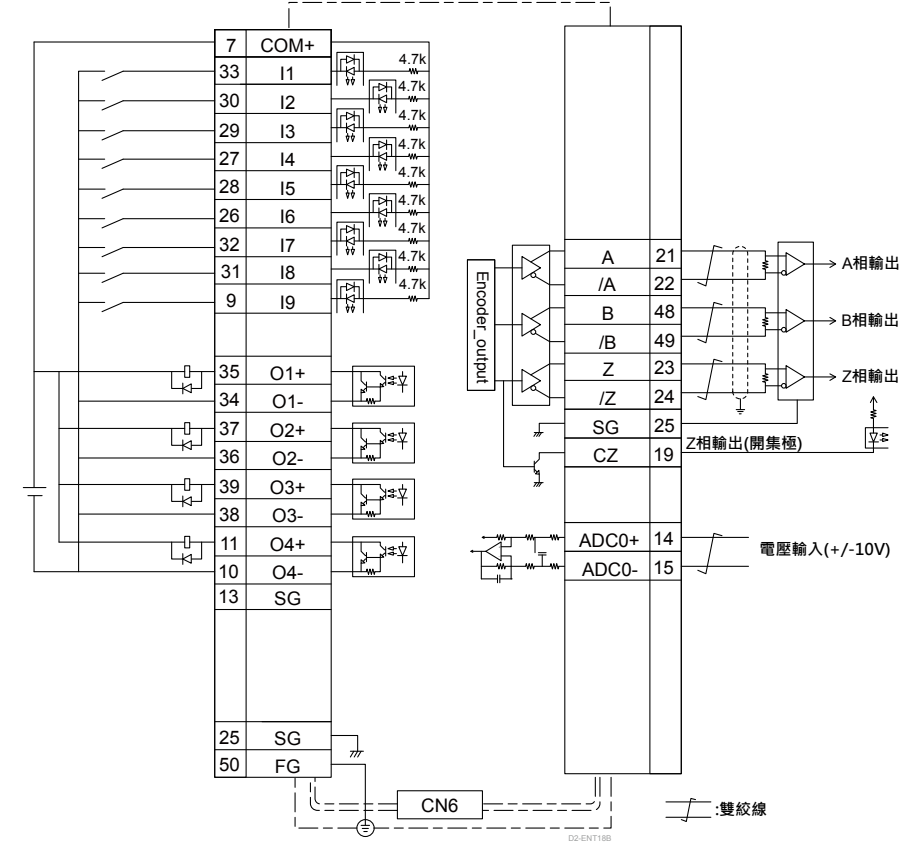 7 COM+
33 I1 4.7k
30 I2 4.7k
29 I3 4.7k
27 I4 4.7k
28 I5 4.7k
26 I6 4.7k
32 I7 4.7k
31 I8 4.7k
9 I9 4.7k
35 O1+
34 O1-
37 O2+
36 O2-
39 O3+
38 O3-
11 O4+
10 O4-
13 SG
25 SG
50 FG
Encoder_output
A 21 A相輸出
/A 22
B 48 B相輸出
/B 49
Z 23 Z相輸出
/Z 24
SG 25
CZ 19 Z相輸出(開集極)
ADC0+ 14
ADC0- 15
電壓輸入(+/-10V)
CN6
:雙絞線
D2-ENT18B